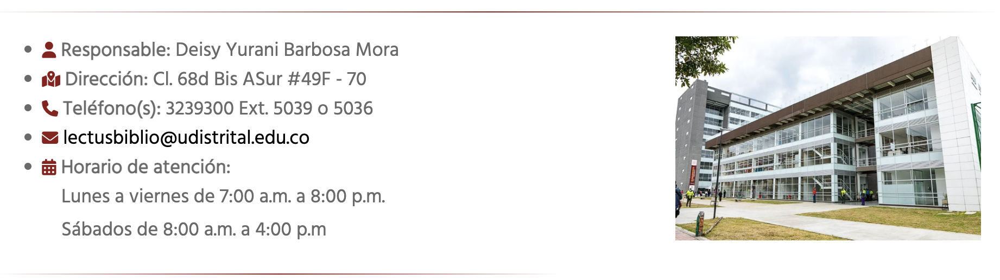 Responsable: Deisy Yurani Barbosa Mora
Dirección: Cl. 68d Bis ASur #49F - 70
Teléfono(s): 3239300 Ext. 5039 o 5036
lectusbiblio@udistrital.edu.co
Horario de atención:
Lunes a viernes de 7:00 a.m. a 8:00 p.m.
Sábados de 8:00 a.m. a 4:00 p.m